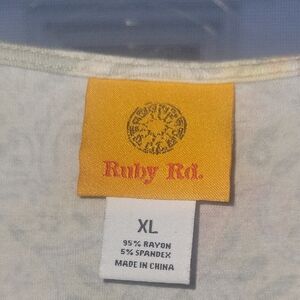 Ruby Rd.
XL
95% RAYON
5% SPANDEX
MADE IN CHINA